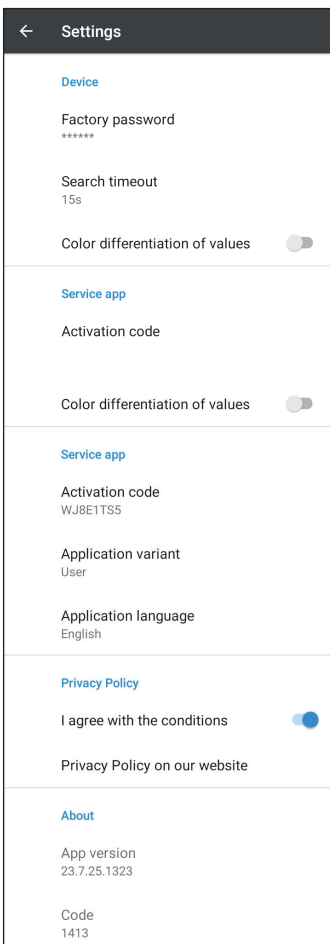 Settings
Device
Factory password
******
Search timeout
15s
Color differentiation of values
Service app
Activation code
Color differentiation of values
Service app
Activation code
WJ8E1TS5
Application variant
User
Application language
English
Privacy Policy
I agree with the conditions
Privacy Policy on our website
About
App version
23.7.25.1323
Code
1413